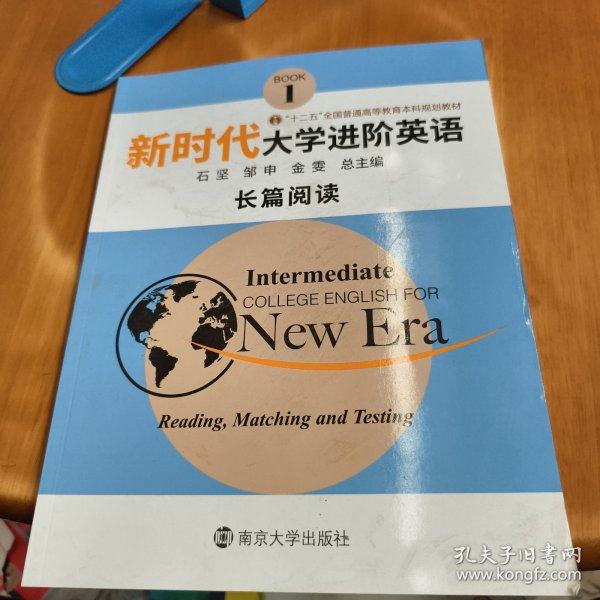 BOOK
1
"十二五"全国普通高等教育本科规划教材
新时代大学进阶英语
石坚 邹申 金雯 总主编
长篇阅读
Intermediate
COLLEGE ENGLISH FOR
New Era
Reading, Matching and Testing
南京大学出版社
孔夫子旧书网
www.kongfz.com